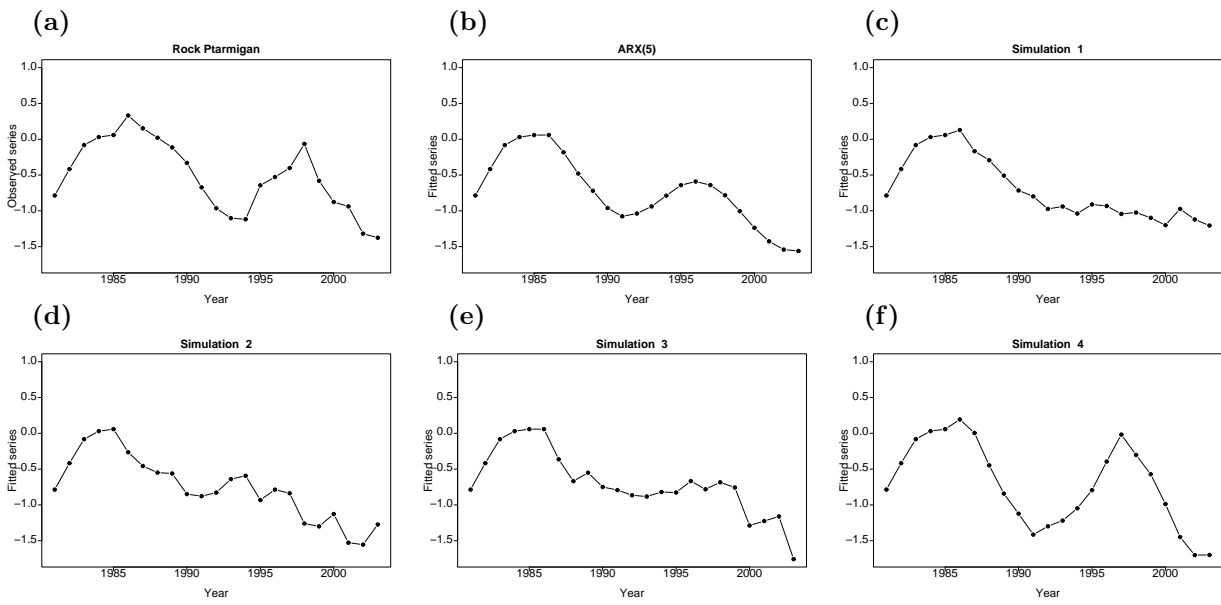 (a)
Rock Ptarmigan
1.0
0.5
0.0
−0.5
−1.0
−1.5
Observed series
1985 1990 1995 2000
Year
(b)
ARX(5)
1.0
0.5
0.0
−0.5
−1.0
−1.5
Fitted series
1985 1990 1995 2000
Year
(c)
Simulation 1
1.0
0.5
0.0
−0.5
−1.0
−1.5
Fitted series
1985 1990 1995 2000
Year
(d)
Simulation 2
1.0
0.5
0.0
−0.5
−1.0
−1.5
Fitted series
1985 1990 1995 2000
Year
(e)
Simulation 3
1.0
0.5
0.0
−0.5
−1.0
−1.5
Fitted series
1985 1990 1995 2000
Year
(f)
Simulation 4
1.0
0.5
0.0
−0.5
−1.0
−1.5
Fitted series
1985 1990 1995 2000
Year